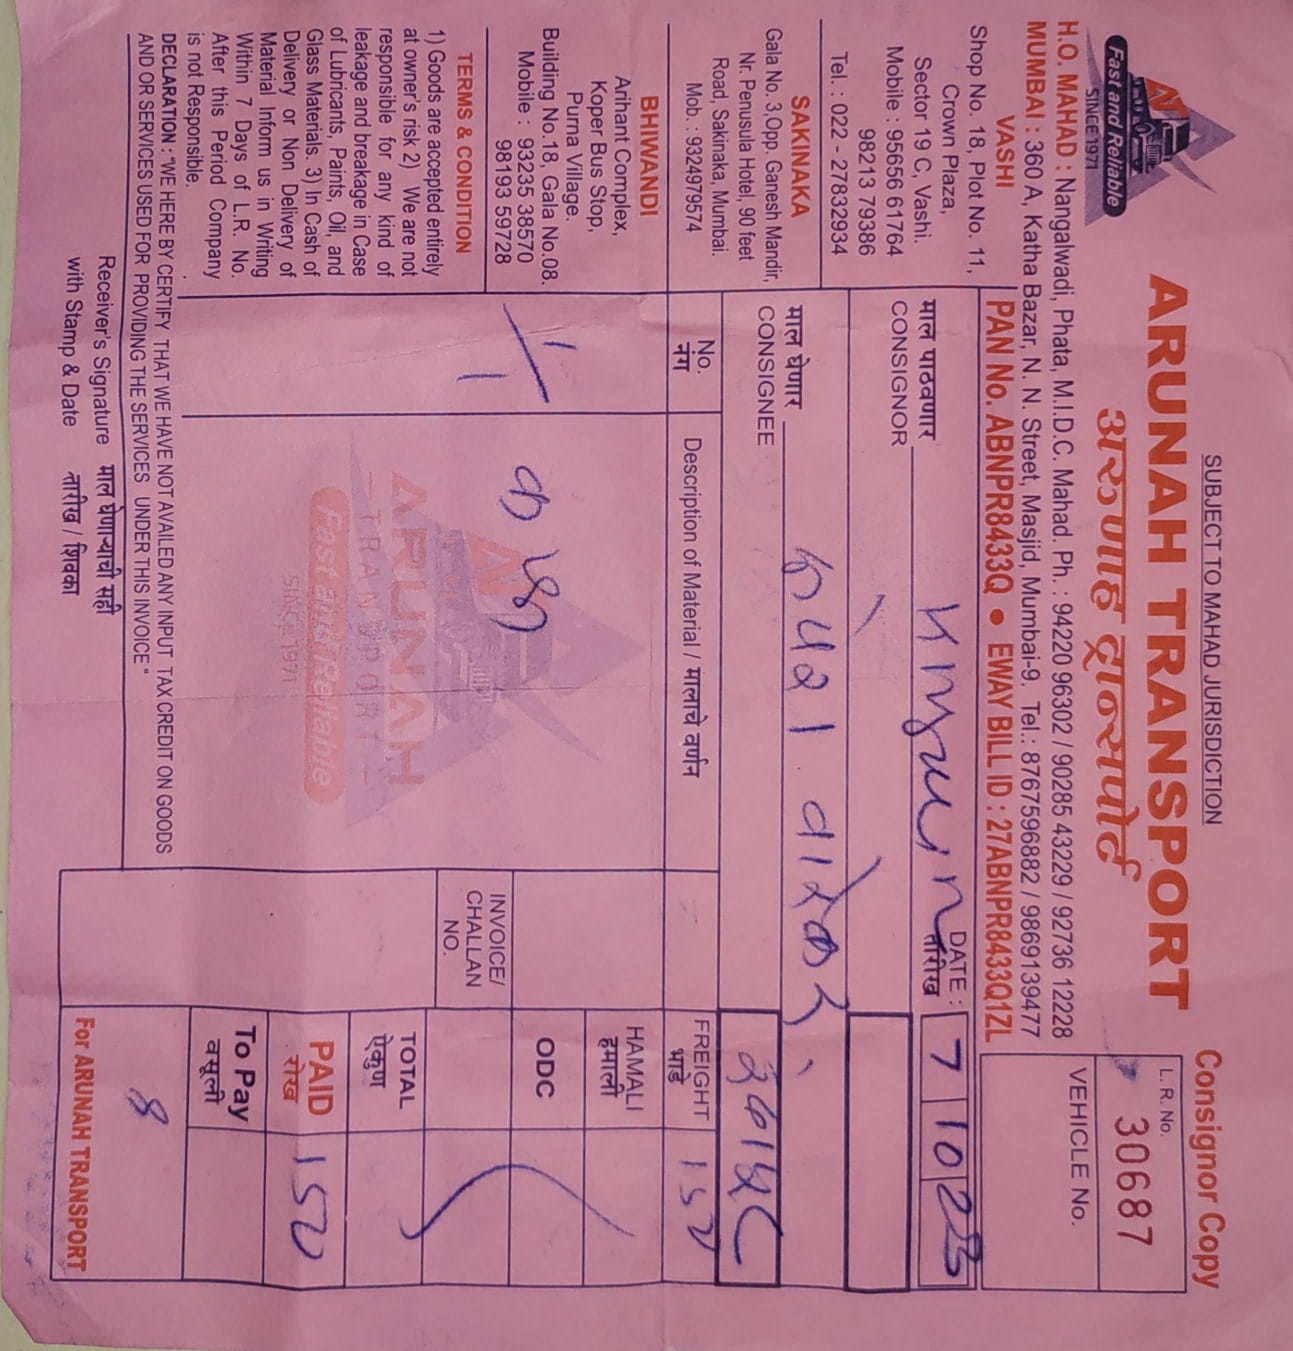 SUBJECT TO MAHAD JURISDICTION
Consignor Copy
Fast and Reliable
SINCE 1971
ARUNAH TRANSPORT
अरुणाह ट्रान्सपोर्ट
L.R. No.
30687
VEHICLE No.
H.O. MAHAD : Nangalwadi, Phata, M.I.D.C. Mahad. Ph. : 94220 96302 / 90285 43229 / 92736 12228
MUMBAI : 360 A, Katha Bazar, N. N. Street, Masjid, Mumbai-9. Tel.: 8767596882 / 9869139477
PAN No. ABNPR8433Q ● EWAY BILL ID : 27ABNPR8433Q1ZL
VASHI
Shop No. 18, Plot No. 11,
Crown Plaza,
Sector 19 C, Vashi.
Mobile : 95656 61764
98213 79386
Tel. : 022 - 27832934
SAKINAKA
Gala No. 3,Opp. Ganesh Mandir,
Nr. Penusula Hotel, 90 feet
Road, Sakinaka, Mumbai.
Mob. : 9324979574
BHIWANDI
Arihant Complex,
Koper Bus Stop,
Purna Village.
Building No.18, Gala No.08.
Mobile : 93235 38570
98193 59728
TERMS & CONDITION
1) Goods are accepted entirely
at owner's risk 2) We are not
responsible for any kind of
leakage and breakage in Case
of Lubricants, Paints, Oil, and
Glass Materials. 3) In Cash of
Delivery or Non Delivery of
Material Inform us in Writing
Within 7 Days of L.R. No.
After this Period Company
is not Responsible.
DATE :
तारीख
7 10 23
माल पाठवणार
CONSIGNOR
माल घेणार
CONSIGNEE
No.
नंग
Description of Material / मालाचे वर्णन
1
ARUNAH
TRANSPORT
Fast and Reliable
SINCE 1971
INVOICE/
CHALLAN
NO.
FREIGHT
भाडे
150
HAMALI
हमाली
ODC
TOTAL
ऐकुण
PAID
रोख
150
To Pay
वसूली
DECLARATION : "WE HERE BY CERTIFY THAT WE HAVE NOT AVAILED ANY INPUT TAX CREDIT ON GOODS
AND OR SERVICES USED FOR PROVIDING THE SERVICES UNDER THIS INVOICE "
Receiver's Signature माल घेणाऱ्याची सही
with Stamp & Date तारीख / शिक्का
For ARUNAH TRANSPORT